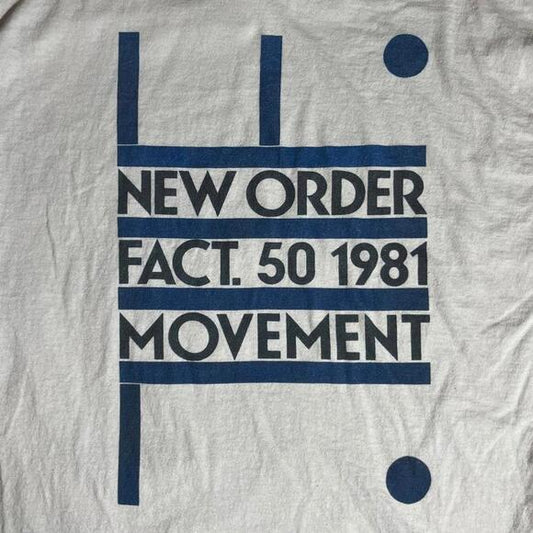 NEW ORDER
FACT. 50 1981
MOVEMENT